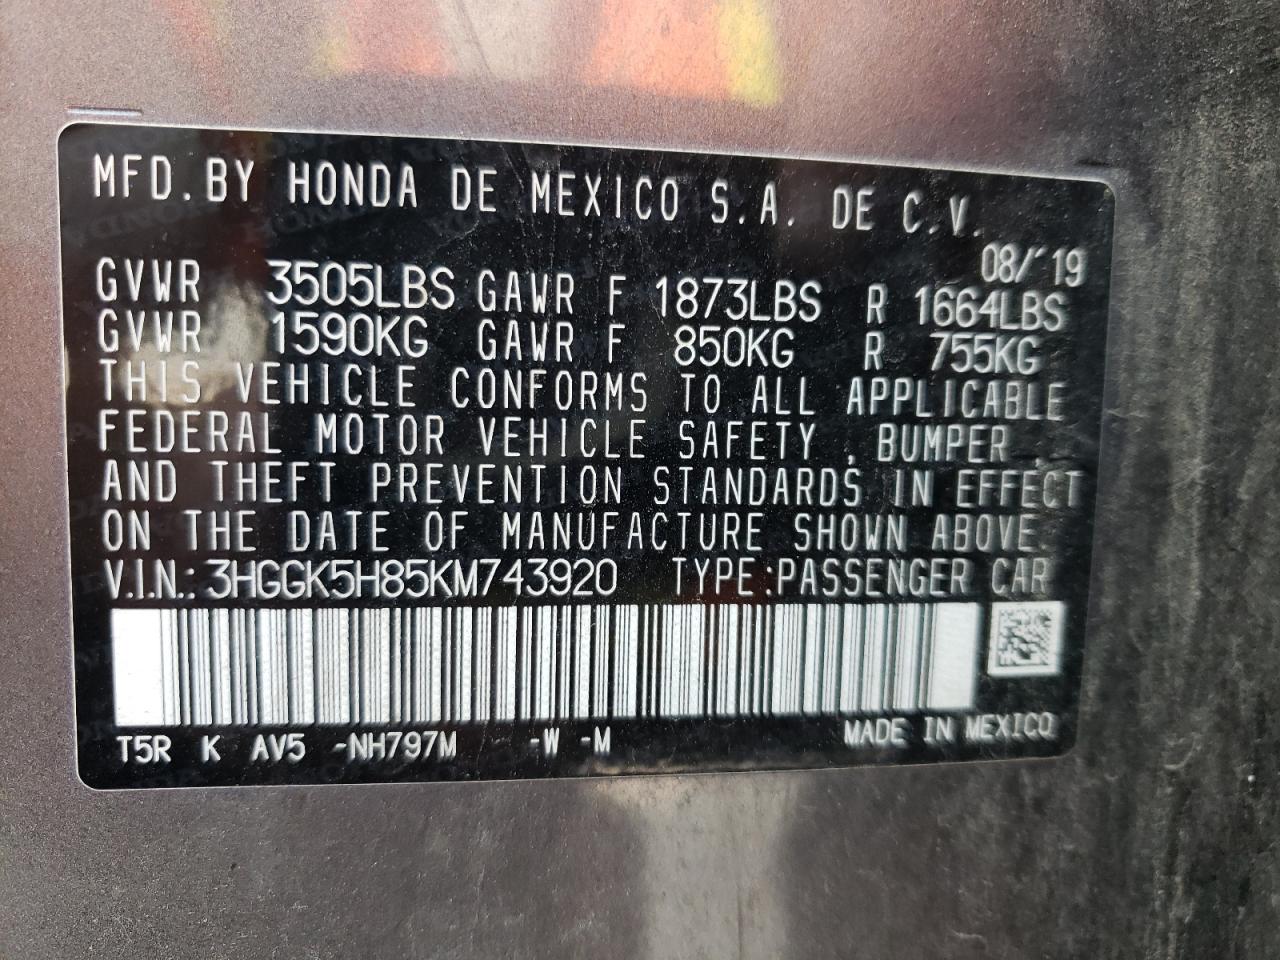 MFD.BY HONDA DE MEXICO S.A. DE C.V.
08/'19
GVWR 3505LBS GAWR F 1873LBS R 1664LBS
GVWR 1590KG GAWR F 850KG R 755KG
THIS VEHICLE CONFORMS TO ALL APPLICABLE
FEDERAL MOTOR VEHICLE SAFETY, BUMPER,
AND THEFT PREVENTION STANDARDS IN EFFECT
ON THE DATE OF MANUFACTURE SHOWN ABOVE.
V.I.N.: 3HGGK5H85KM743920 TYPE:PASSENGER CAR
T5R K AV5 -NH797M -W -M MADE IN MEXICO